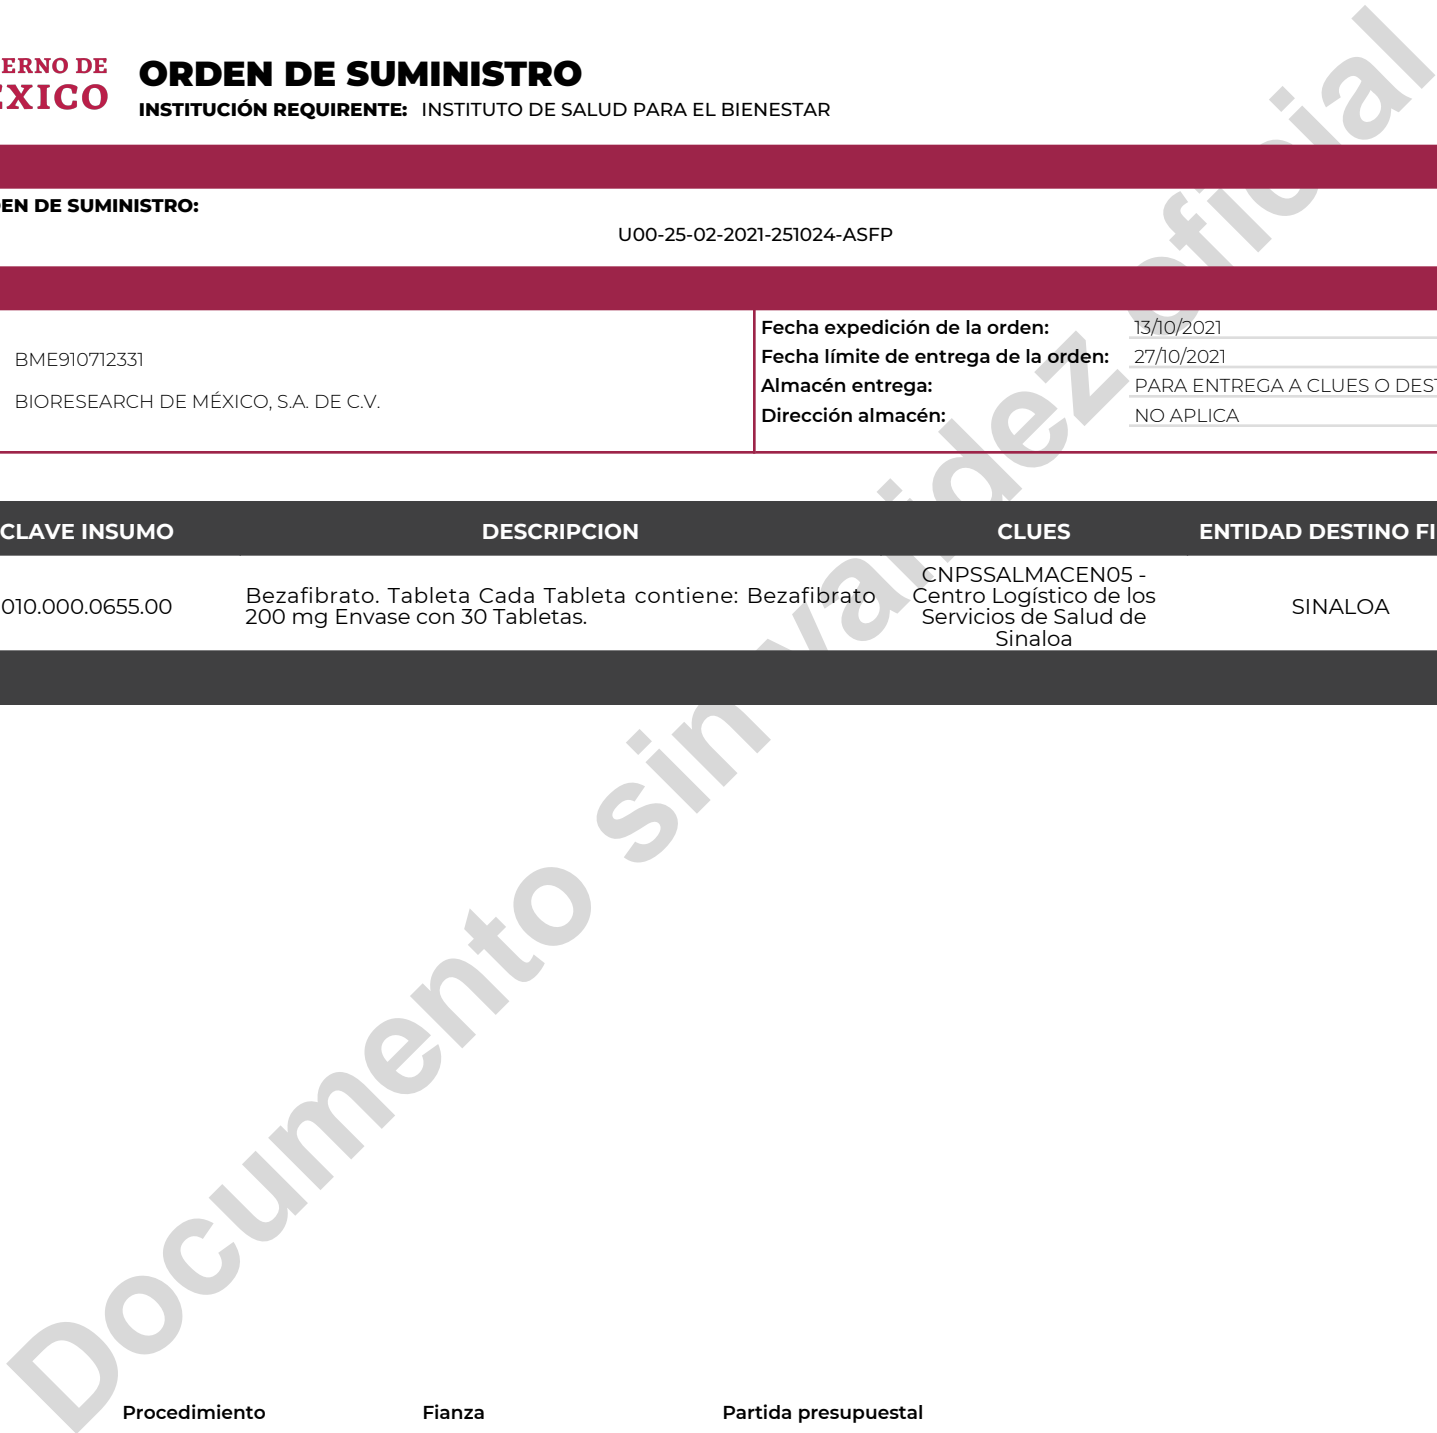 ERNO DE
ÉXICO
ORDEN DE SUMINISTRO
INSTITUCIÓN REQUIRENTE: INSTITUTO DE SALUD PARA EL BIENESTAR
EN DE SUMINISTRO:
U00-25-02-2021-251024-ASFP
BME910712331
BIORESEARCH DE MÉXICO, S.A. DE C.V.
Fecha expedición de la orden: 13/10/2021
Fecha límite de entrega de la orden: 27/10/2021
Almacén entrega: PARA ENTREGA A CLUES O DEST
Dirección almacén: NO APLICA
CLAVE INSUMO DESCRIPCION CLUES ENTIDAD DESTINO FI
010.000.0655.00
Bezafibrato. Tableta Cada Tableta contiene: Bezafibrato
200 mg Envase con 30 Tabletas.
CNPSSALMACEN05 -
Centro Logístico de los
Servicios de Salud de
Sinaloa
SINALOA
Documento sin validez oficial
Procedimiento Fianza Partida presupuestal